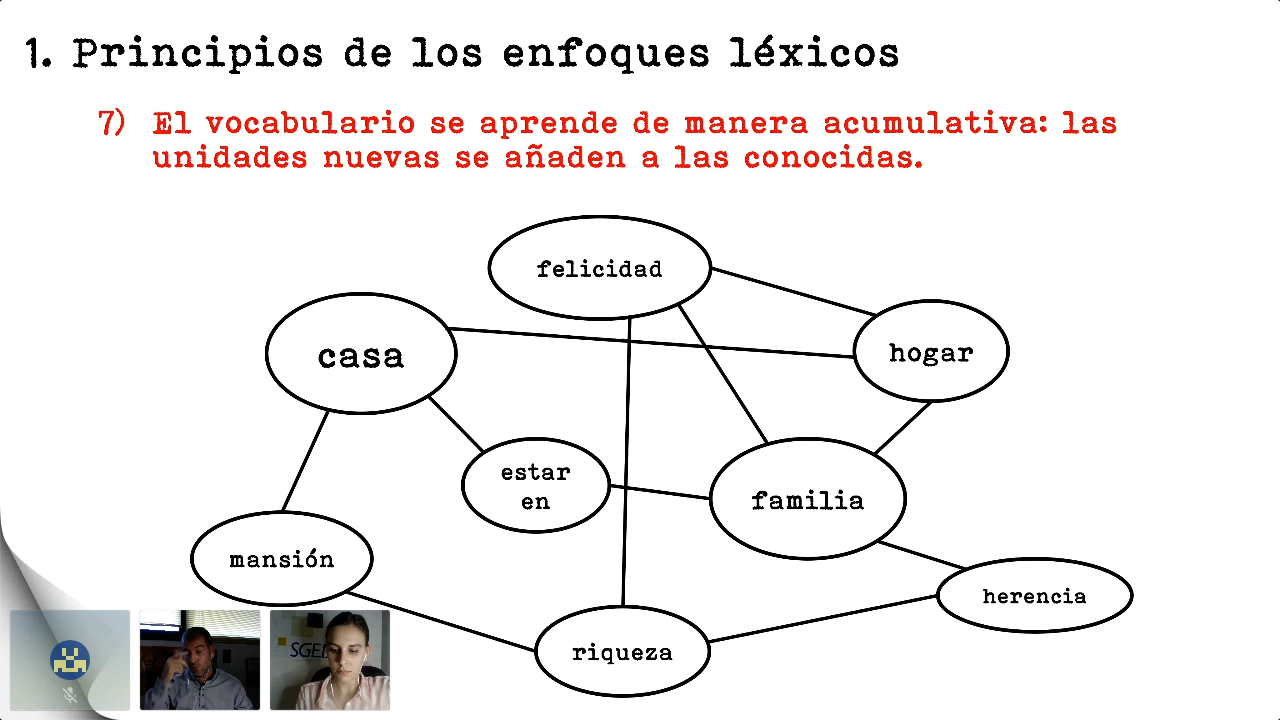 1. Principios de los enfoques léxicos
7) El vocabulario se aprende de manera acumulativa: las
unidades nuevas se añaden a las conocidas.
felicidad
casa
hogar
estar
en
familia
mansión
herencia
riqueza
SGEL